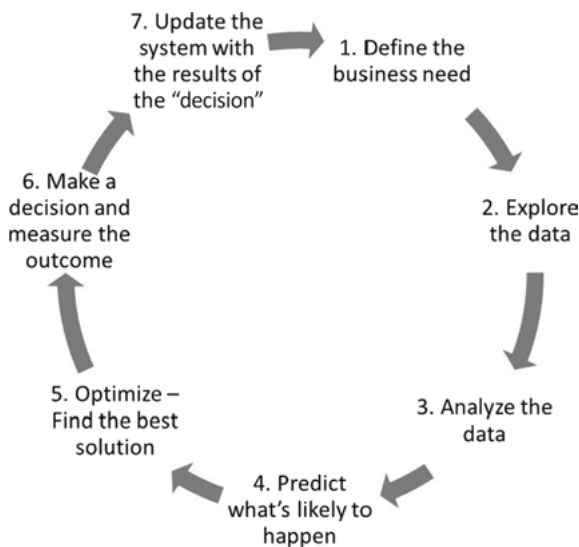 1. Define the
business need
2. Explore
the data
3. Analyze the
data
4. Predict
what's likely to
happen
5. Optimize –
Find the best
solution
6. Make a
decision and
measure the
outcome
7. Update the
system with
the results of
the “decision”